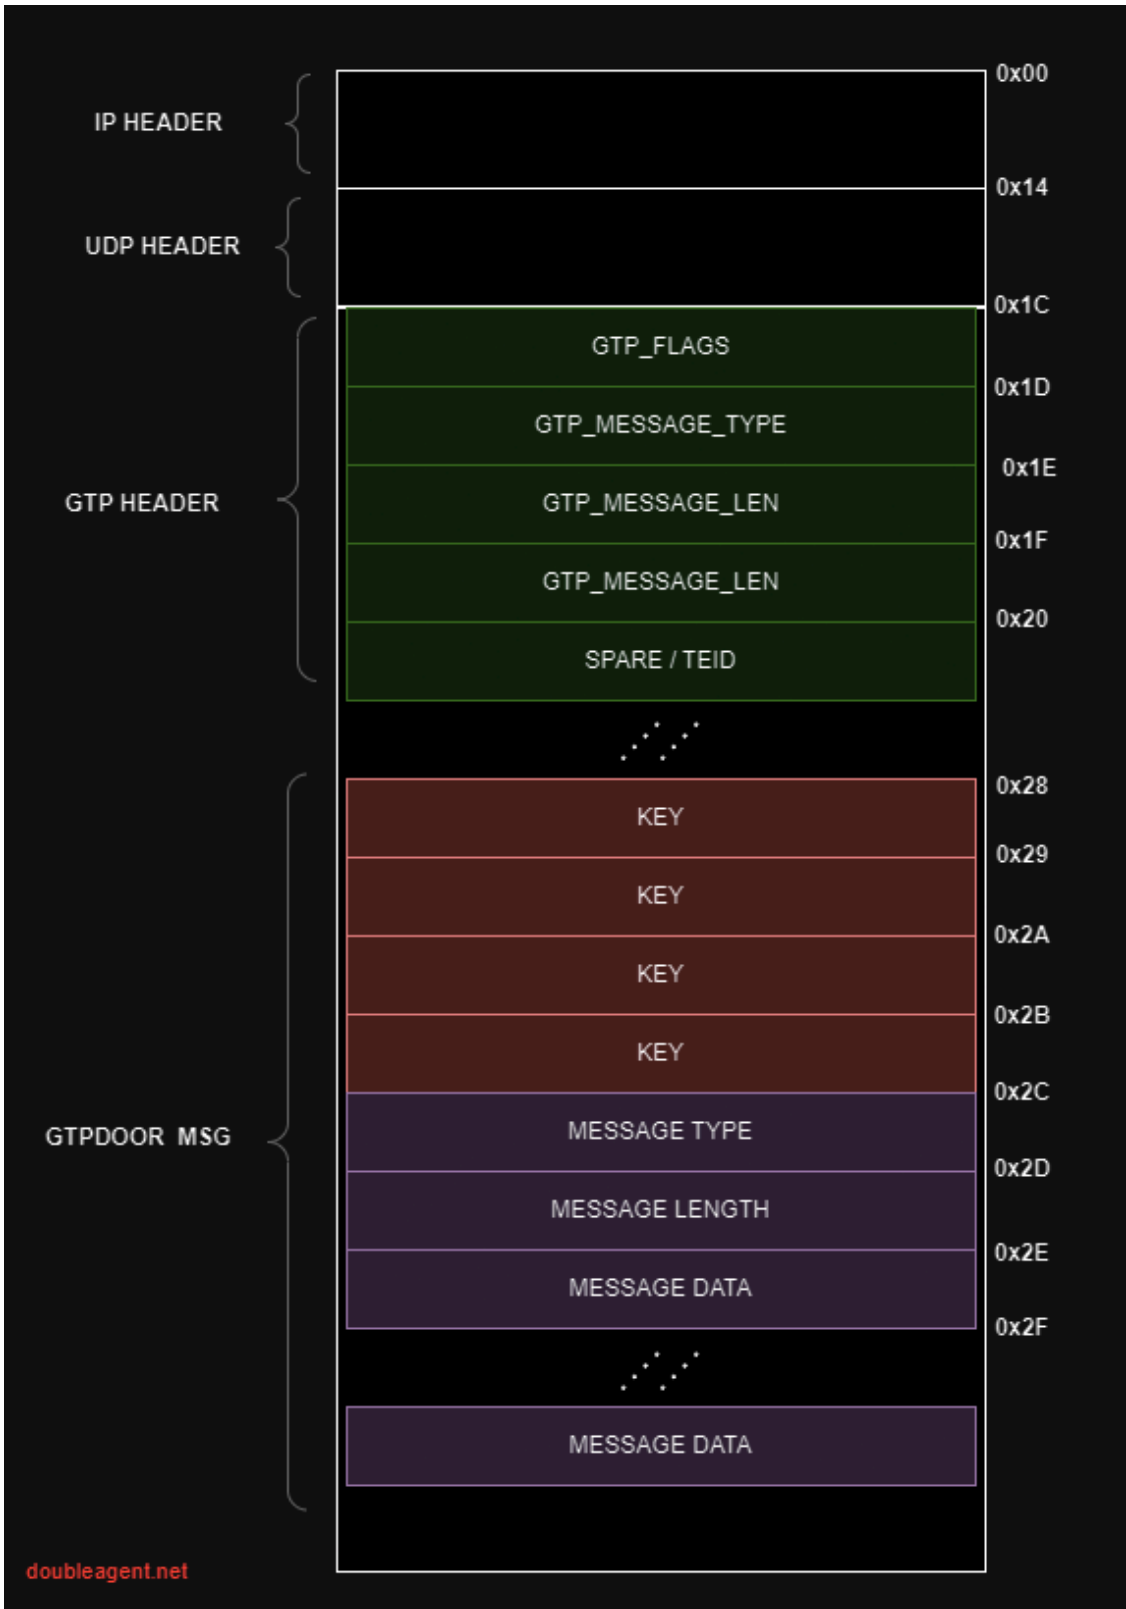 0x00
IP HEADER
0x14
UDP HEADER
0x1C
GTP_FLAGS
0x1D
GTP_MESSAGE_TYPE
0x1E
GTP HEADER
GTP_MESSAGE_LEN
0x1F
GTP_MESSAGE_LEN
0x20
SPARE / TEID
0x28
KEY
0x29
KEY
0x2A
KEY
0x2B
KEY
0x2C
GTPDOOR MSG
MESSAGE TYPE
0x2D
MESSAGE LENGTH
0x2E
MESSAGE DATA
0x2F
MESSAGE DATA
doubleagent.net